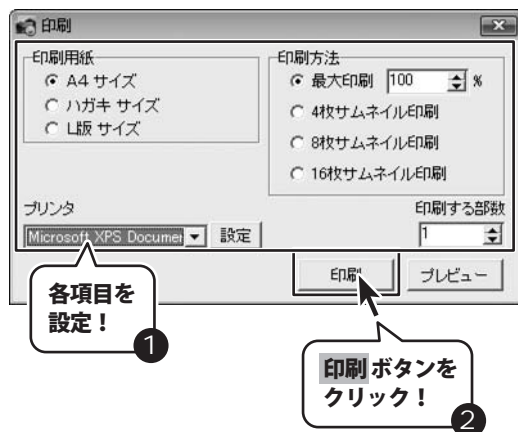 印刷
印刷用紙
A4 サイズ
ハガキ サイズ
L版 サイズ
印刷方法
最大印刷 100 %
4枚サムネイル印刷
8枚サムネイル印刷
16枚サムネイル印刷
プリンタ
Microsoft XPS Documen 設定
印刷する部数
1
印刷 プレビュー
各項目を
設定！
1
印刷 ボタンを
クリック！
2